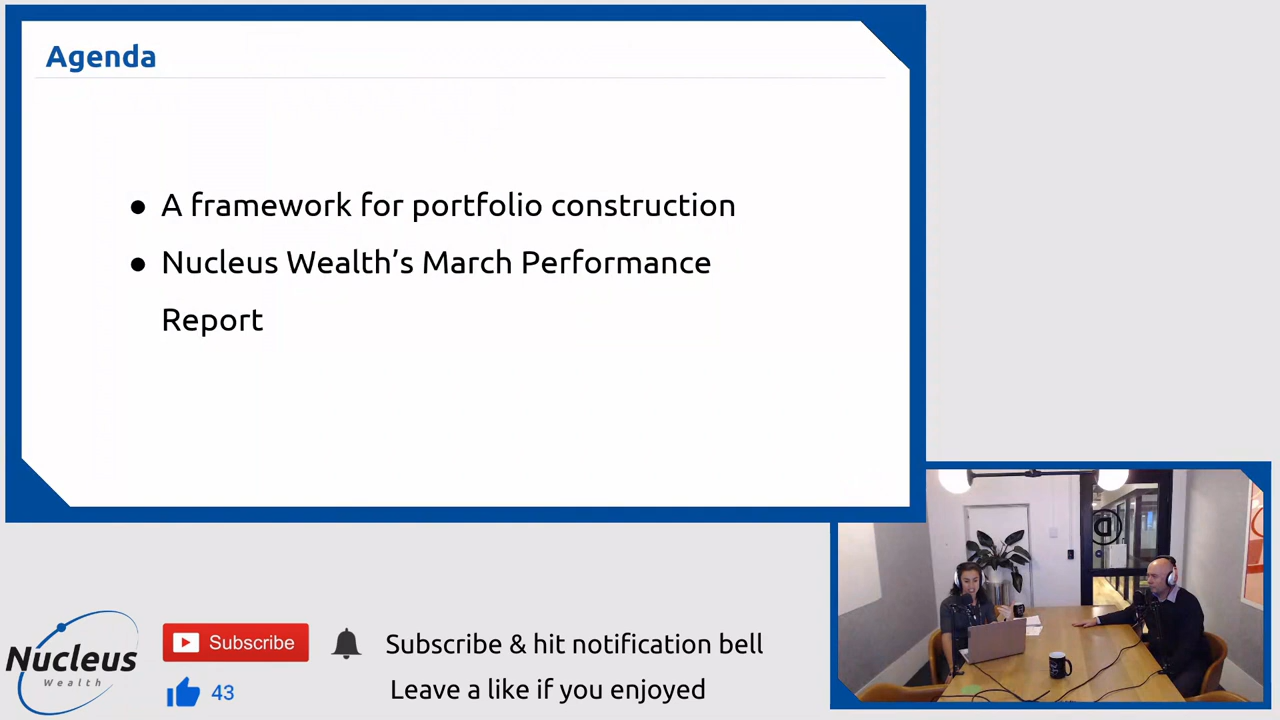 Agenda
● A framework for portfolio construction
● Nucleus Wealth’s March Performance
Report
Nucleus
Wealth
Subscribe
43
Subscribe & hit notification bell
Leave a like if you enjoyed